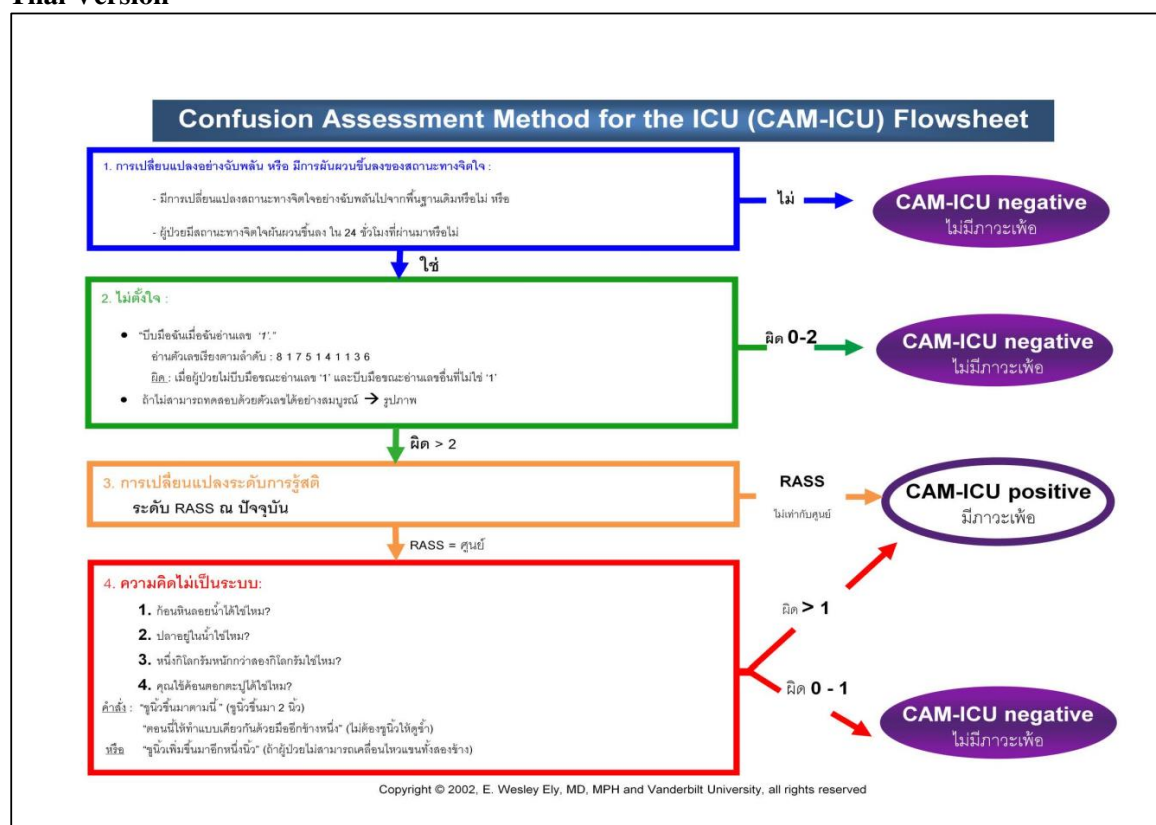 Thai Version
Confusion Assessment Method for the ICU (CAM-ICU) Flowsheet
1. การเปลี่ยนแปลงอย่างฉับพลัน หรือ มีการผันผวนขึ้นลงของสถานะทางจิตใจ :
- มีการเปลี่ยนแปลงสถานะทางจิตใจอย่างฉับพลันไปจากพื้นฐานเดิมหรือไม่ หรือ
- ผู้ป่วยมีสถานะทางจิตใจผันผวนขึ้นลง ใน 24 ชั่วโมงที่ผ่านมาหรือไม่
ไม่
CAM-ICU negative
ไม่มีภาวะเพ้อ
ใช่
2. ไม่ตั้งใจ :
• "บีบมือฉันเมื่อฉันอ่านเลข '1'."
อ่านตัวเลขเรียงตามลำดับ : 8 1 7 5 1 4 1 1 3 6
ผิด : เมื่อผู้ป่วยไม่บีบมือขณะอ่านเลข '1' และบีบมือขณะอ่านเลขอื่นที่ไม่ใช่ '1'
• ถ้าไม่สามารถทดสอบด้วยตัวเลขได้อย่างสมบูรณ์ → รูปภาพ
ผิด 0-2
CAM-ICU negative
ไม่มีภาวะเพ้อ
ผิด > 2
3. การเปลี่ยนแปลงระดับการรู้สติ
ระดับ RASS ณ ปัจจุบัน
RASS
ไม่เท่ากับศูนย์
CAM-ICU positive
มีภาวะเพ้อ
RASS = ศูนย์
4. ความคิดไม่เป็นระบบ:
1. ก้อนหินลอยน้ำได้ใช่ไหม?
2. ปลาอยู่ในน้ำใช่ไหม?
3. หนึ่งกิโลกรัมหนักกว่าสองกิโลกรัมใช่ไหม?
4. คุณใช้ค้อนตอกตะปูได้ใช่ไหม?
คำสั่ง : "ชูนิ้วขึ้นมาตามนี้" (ชูนิ้วขึ้นมา 2 นิ้ว)
"ตอนนี้ให้ทำแบบเดียวกันด้วยมืออีกข้างหนึ่ง" (ไม่ต้องชูนิ้วให้ดูซ้ำ)
หรือ "ชูนิ้วเพิ่มขึ้นมาอีกหนึ่งนิ้ว" (ถ้าผู้ป่วยไม่สามารถเคลื่อนไหวแขนทั้งสองข้าง)
ผิด > 1
ผิด 0 - 1
CAM-ICU negative
ไม่มีภาวะเพ้อ
Copyright © 2002, E. Wesley Ely, MD, MPH and Vanderbilt University, all rights reserved